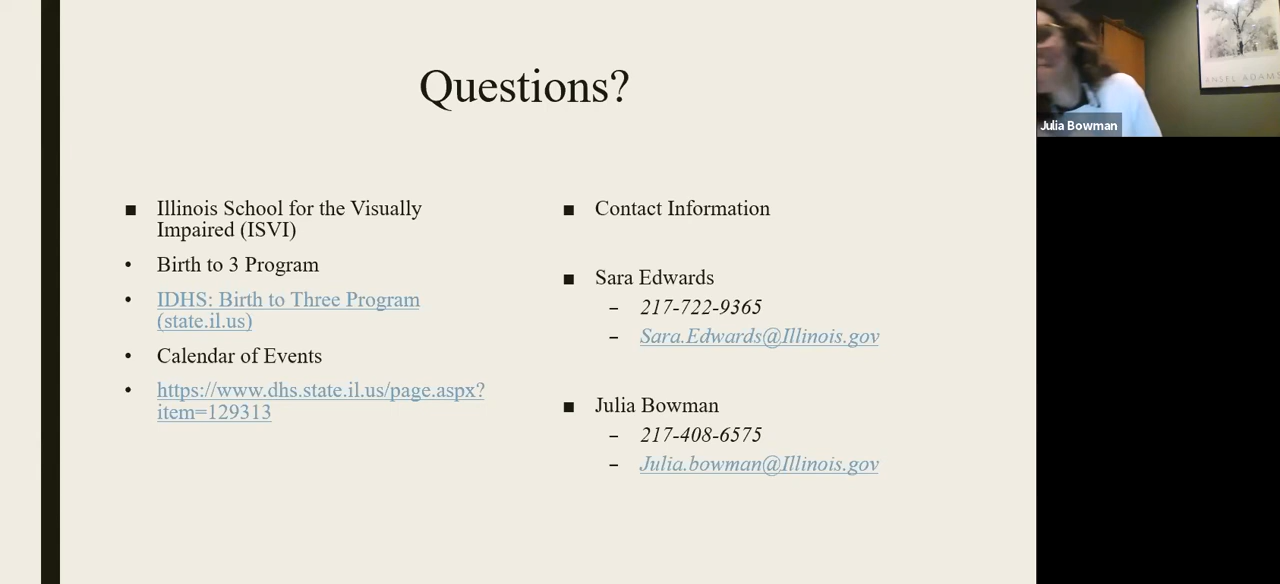 Questions?
■ Illinois School for the Visually
Impaired (ISVI)
• Birth to 3 Program
• IDHS: Birth to Three Program
(state.il.us)
• Calendar of Events
• https://www.dhs.state.il.us/page.aspx?
item=129313
■ Contact Information
■ Sara Edwards
– 217-722-9365
– Sara.Edwards@Illinois.gov
■ Julia Bowman
– 217-408-6575
– Julia.bowman@Illinois.gov
ANSEL ADAMS
Julia Bowman